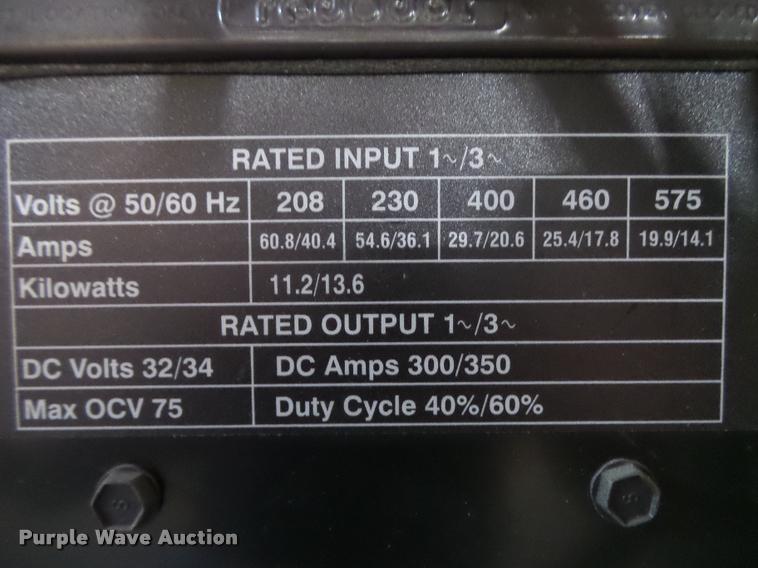 RATED INPUT 1~/3~
Volts @ 50/60 Hz 208 230 400 460 575
Amps 60.8/40.4 54.6/36.1 29.7/20.6 25.4/17.8 19.9/14.1
Kilowatts 11.2/13.6
RATED OUTPUT 1~/3~
DC Volts 32/34 DC Amps 300/350
Max OCV 75 Duty Cycle 40%/60%
Purple Wave Auction